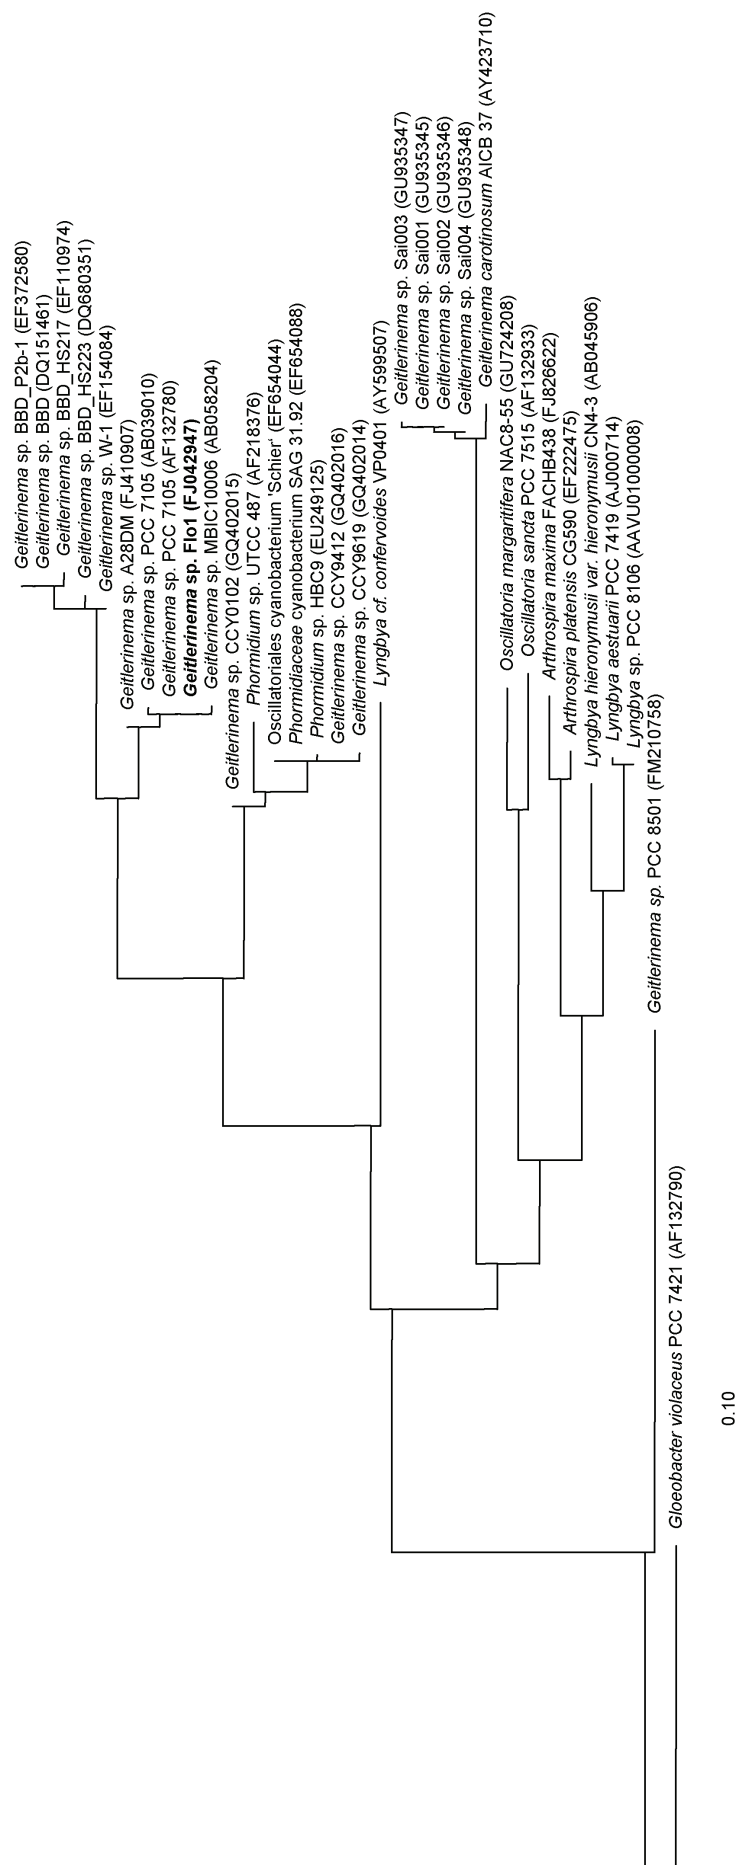 Geitlerinema sp. BBD_P2b-1 (EF372580)
Geitlerinema sp. BBD (DQ151461)
Geitlerinema sp. BBD_HS217 (EF110974)
Geitlerinema sp. BBD_HS223 (DQ680351)
Geitlerinema sp. W-1 (EF154084)
Geitlerinema sp. A28DM (FJ410907)
Geitlerinema sp. PCC 7105 (AB039010)
Geitlerinema sp. PCC 7105 (AF132780)
Geitlerinema sp. Flo1 (FJ042947)
Geitlerinema sp. MBIC10006 (AB058204)
Geitlerinema sp. CCY0102 (GQ402015)
Phormidium sp. UTCC 487 (AF218376)
Oscillatoriales cyanobacterium 'Schier' (EF654044)
Phormidiaceae cyanobacterium SAG 31.92 (EF654088)
Phormidium sp. HBC9 (EU249125)
Geitlerinema sp. CCY9412 (GQ402016)
Geitlerinema sp. CCY9619 (GQ402014)
Lyngbya cf. confervoides VP0401 (AY599507)
Geitlerinema sp. Sai003 (GU935347)
Geitlerinema sp. Sai001 (GU935345)
Geitlerinema sp. Sai002 (GU935346)
Geitlerinema sp. Sai004 (GU935348)
Geitlerinema carotinosum AICB 37 (AY423710)
Oscillatoria margaritifera NAC8-55 (GU724208)
Oscillatoria sancta PCC 7515 (AF132933)
Arthrospira maxima FACHB438 (FJ826622)
Arthrospira platensis CG590 (EF222475)
Lyngbya hieronymusii var. hieronymusii CN4-3 (AB045906)
Lyngbya aestuarii PCC 7419 (AJ000714)
Lyngbya sp. PCC 8106 (AAVU01000008)
Geitlerinema sp. PCC 8501 (FM210758)
Gloeobacter violaceus PCC 7421 (AF132790)
0.10